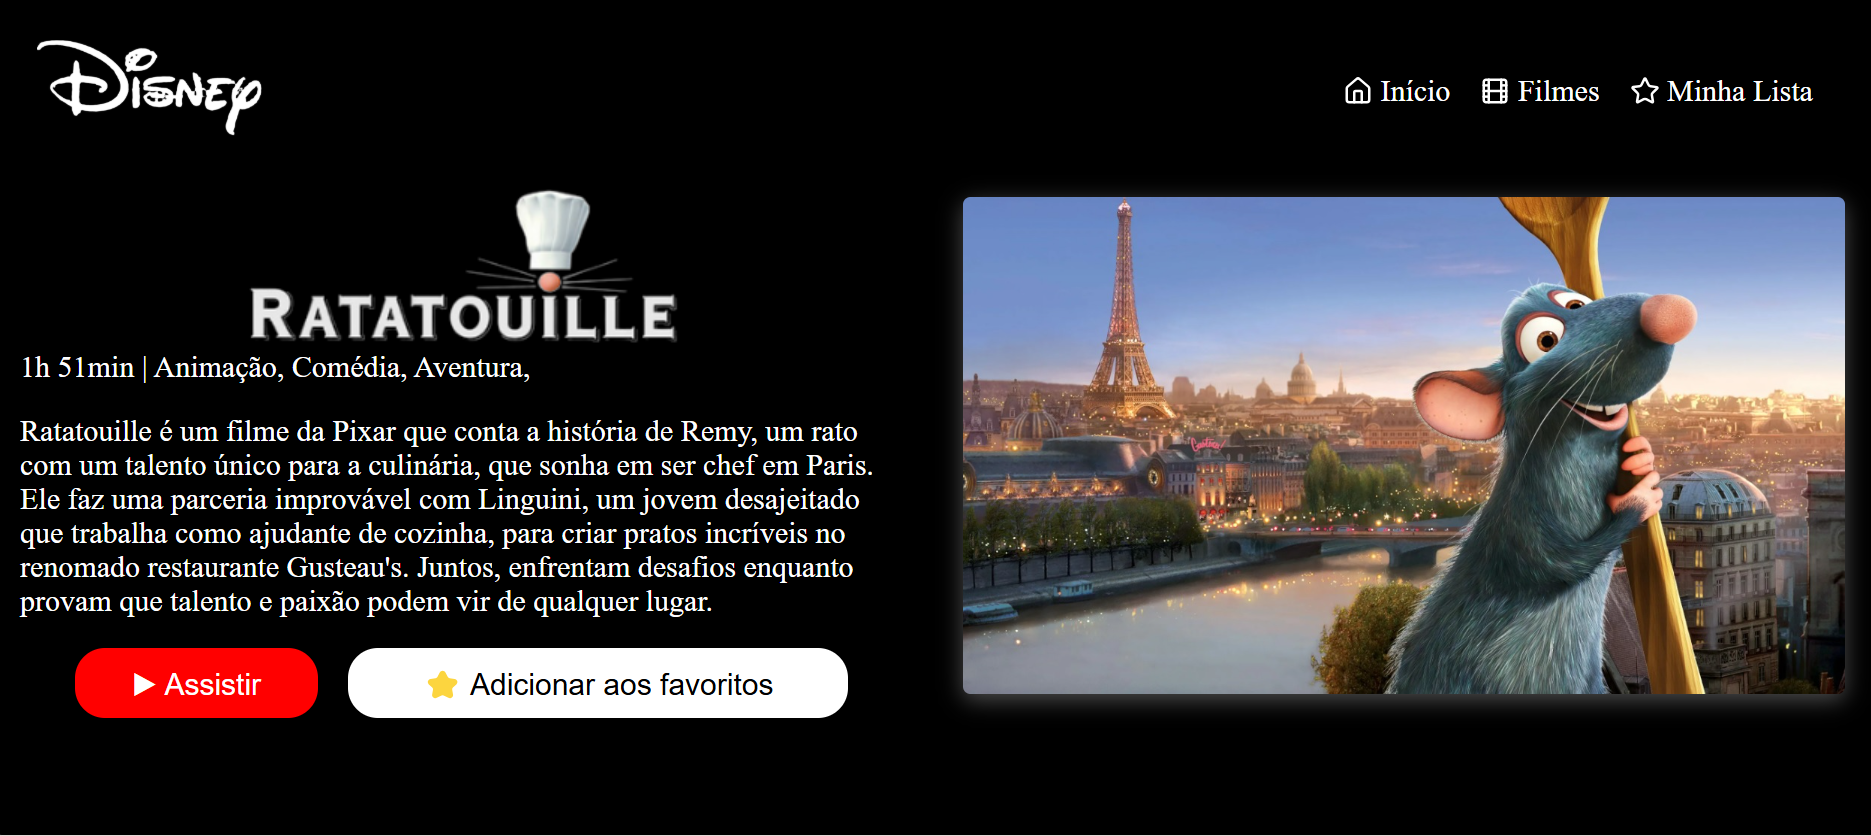 Disney
Início
Filmes
Minha Lista
RATATOUILLE
1h 51min | Animação, Comédia, Aventura,
Ratatouille é um filme da Pixar que conta a história de Remy, um rato
com um talento único para a culinária, que sonha em ser chef em Paris.
Ele faz uma parceria improvável com Linguini, um jovem desajeitado
que trabalha como ajudante de cozinha, para criar pratos incríveis no
renomado restaurante Gusteau's. Juntos, enfrentam desafios enquanto
provam que talento e paixão podem vir de qualquer lugar.
Assistir
Adicionar aos favoritos
Gusteau's